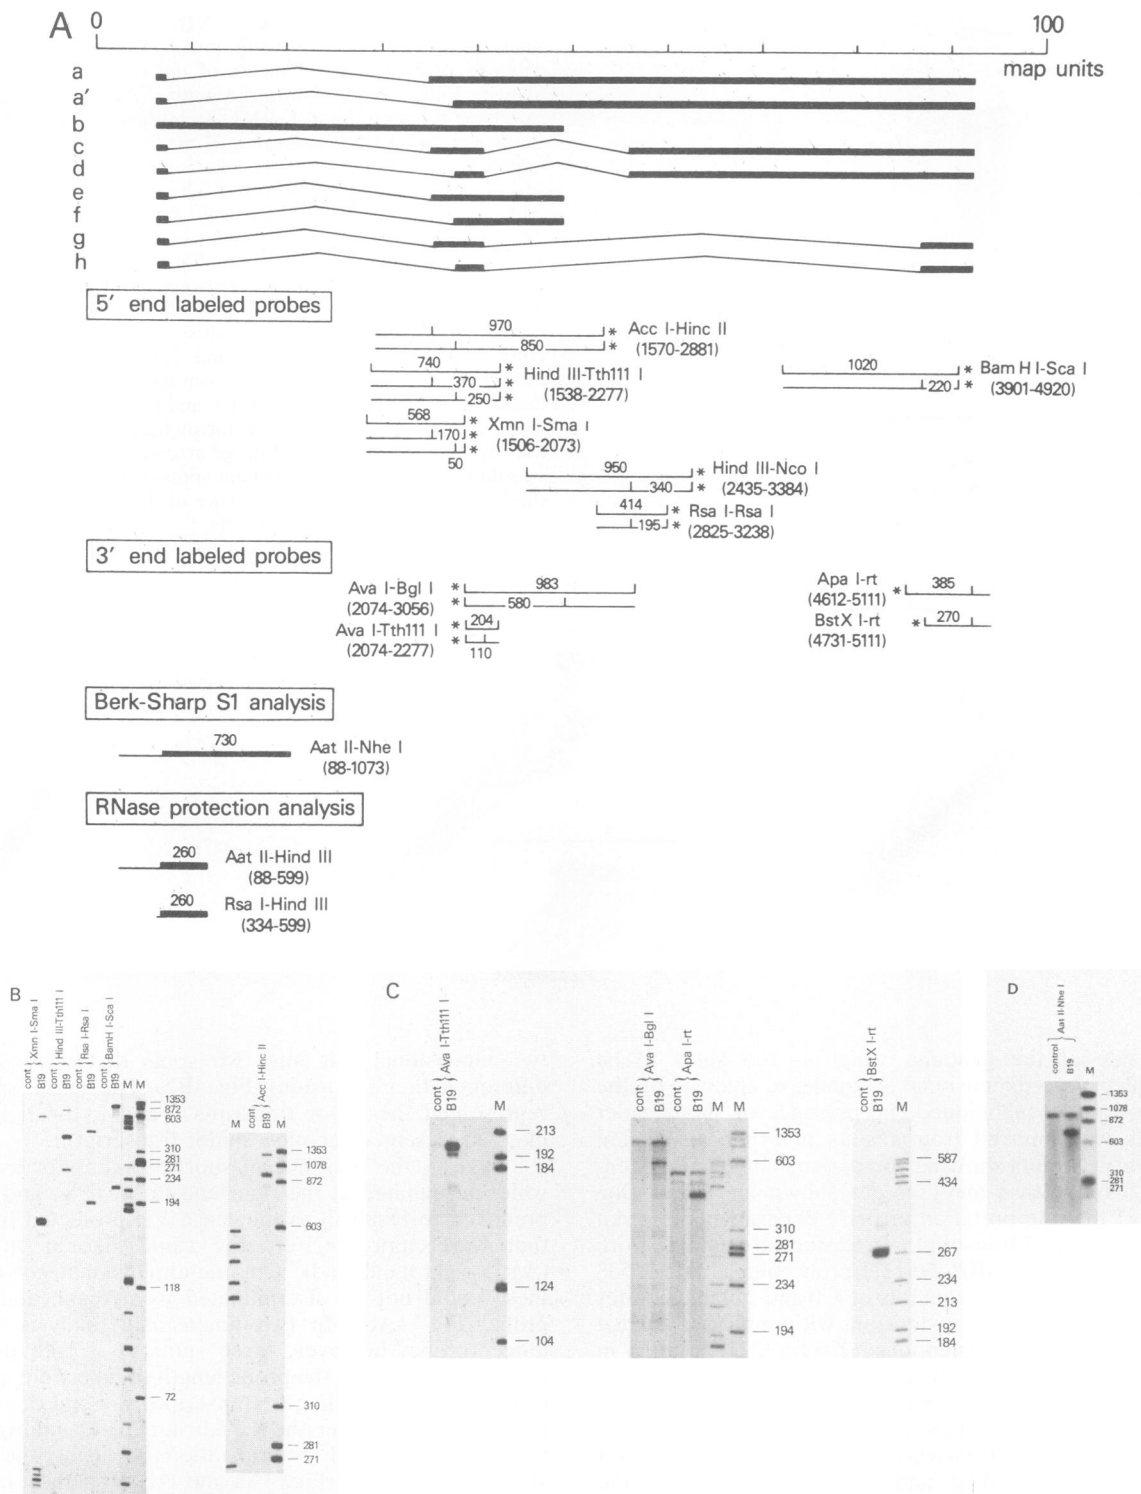 A 0 100
map units
a
a′
b
c
d
e
f
g
h
5′ end labeled probes
970 * Acc I-Hinc II
850 * (1570-2881)
740 *
370 * Hind III-Tth111 I
250 * (1538-2277)
1020 * Bam H I-Sca I
220 * (3901-4920)
568 * Xmn I-Sma I
170 * (1506-2073)
*
50
950 * Hind III-Nco I
340 * (2435-3384)
414 * Rsa I-Rsa I
195 * (2825-3238)
3′ end labeled probes
Ava I-Bgl I * 983
(2074-3056) * 580
Ava I-Tth111 I * 204
(2074-2277) * 110
Apa I-rt * 385
(4612-5111)
BstX I-rt * 270
(4731-5111)
Berk-Sharp S1 analysis
730 Aat II-Nhe I
(88-1073)
RNase protection analysis
260 Aat II-Hind III
(88-599)
260 Rsa I-Hind III
(334-599)
B
cont B19 } Xmn I-Sma I
cont B19 } Hind III-Tth111 I
cont B19 } Rsa I-Rsa I
cont B19 } BamH I-Sca I
M M
1353
872
603
310
281
271
234
194
118
72
M
cont B19 } Acc I-Hinc II
M
1353
1078
872
603
310
281
271
C
cont B19 } Ava I-Tth111 I
M
213
192
184
124
104
cont B19 } Ava I-Bgl I
cont B19 } Apa I-rt
M M
1353
603
310
281
271
234
194
cont B19 } BstX I-rt
M
587
434
267
234
213
192
184
D
control B19 } Aat II-Nhe I
M
1353
1078
872
603
310
281
271